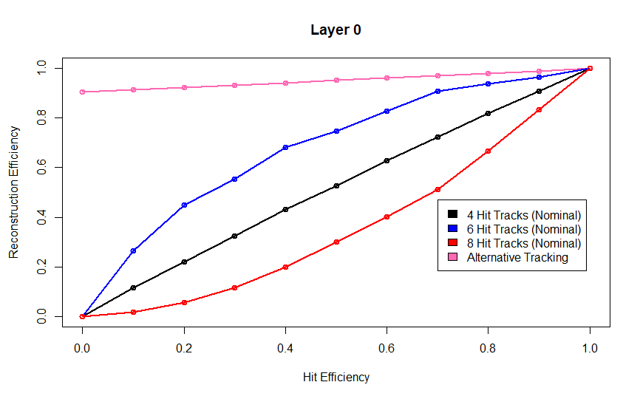 Layer 0
Reconstruction Efficiency
1.0
0.8
0.6
0.4
0.2
0.0
4 Hit Tracks (Nominal)
6 Hit Tracks (Nominal)
8 Hit Tracks (Nominal)
Alternative Tracking
0.0 0.2 0.4 0.6 0.8 1.0
Hit Efficiency